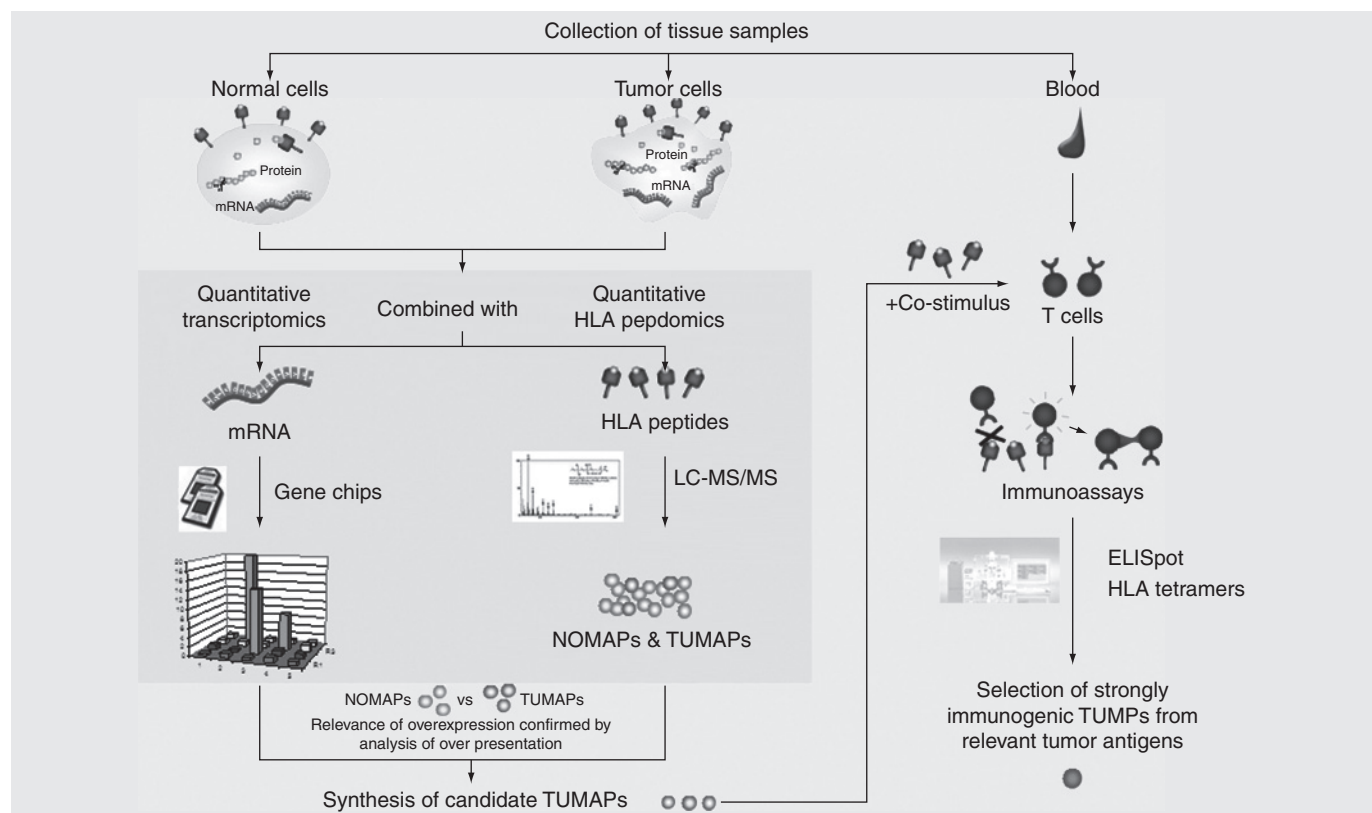 Collection of tissue samples
Normal cells
Tumor cells
Blood
Protein
mRNA
Protein
mRNA
Quantitative
transcriptomics
Combined with
Quantitative
HLA pepdomics
+Co-stimulus
T cells
mRNA
HLA peptides
Gene chips
LC-MS/MS
Immunoassays
ELISpot
HLA tetramers
NOMAPs & TUMAPs
NOMAPs vs TUMAPs
Relevance of overexpression confirmed by
analysis of over presentation
Synthesis of candidate TUMAPs
Selection of strongly
immunogenic TUMPs from
relevant tumor antigens